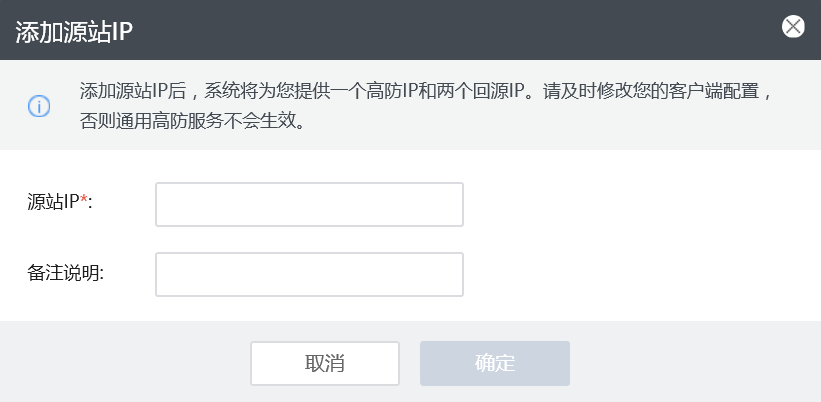 添加源站IP
添加源站IP后，系统将为您提供一个高防IP和两个回源IP。请及时修改您的客户端配置，
否则通用高防服务不会生效。
源站IP*:
备注说明:
取消
确定